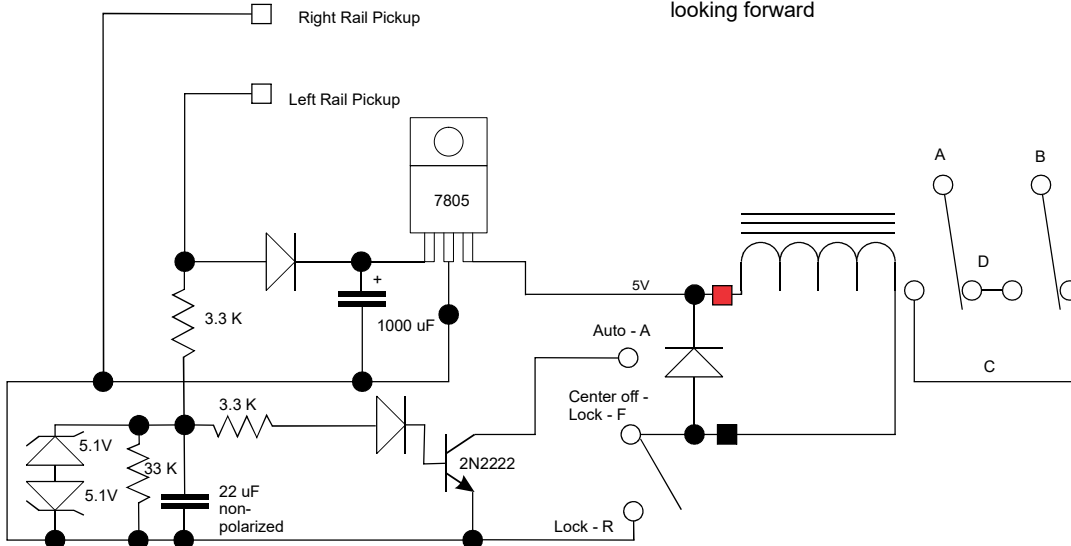 looking forward
Right Rail Pickup
Left Rail Pickup
7805
A
B
D
5V
+
3.3 K
1000 uF
Auto - A
C
Center off -
Lock - F
3.3 K
5.1V
33 K
2N2222
5.1V
22 uF
non-
polarized
Lock - R